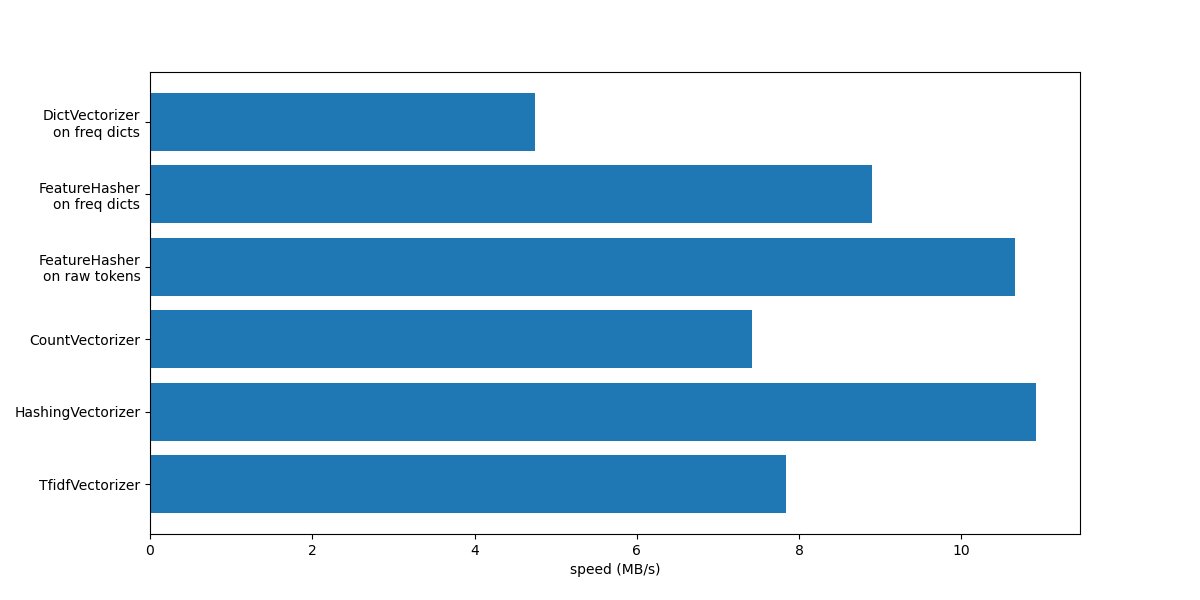 DictVectorizer
on freq dicts
FeatureHasher
on freq dicts
FeatureHasher
on raw tokens
CountVectorizer
HashingVectorizer
TfidfVectorizer
0 2 4 6 8 10
speed (MB/s)